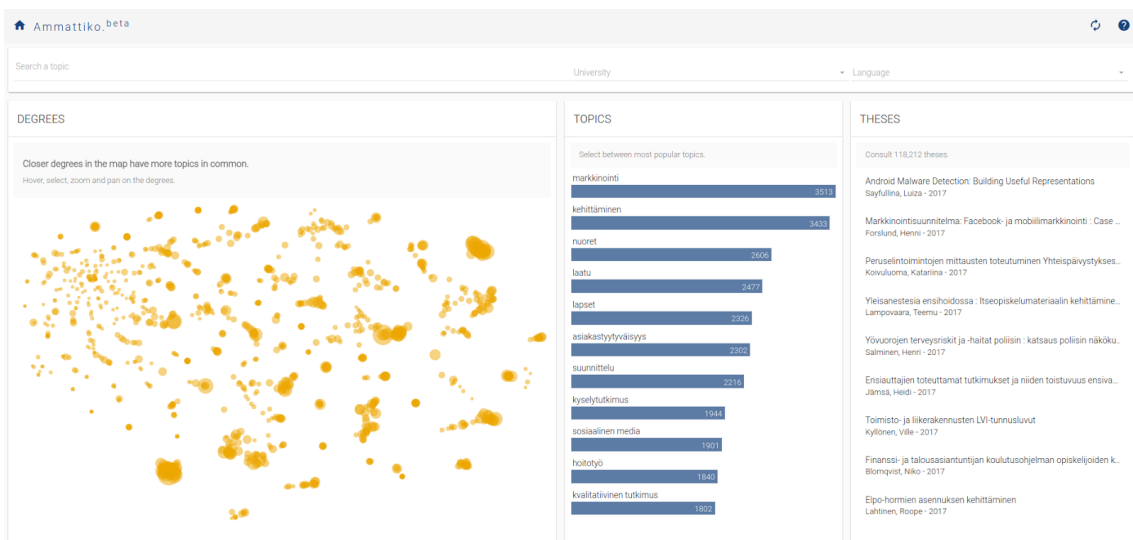 Ammattiko.beta
Search a topic
University
Language
DEGREES
Closer degrees in the map have more topics in common.
Hover, select, zoom and pan on the degrees.
TOPICS
Select between most popular topics.
markkinointi
3513
kehittäminen
3433
nuoret
2606
laatu
2477
lapset
2326
asiakastyytyväisyys
2302
suunnittelu
2216
kyselytutkimus
1944
sosiaalinen media
1901
hoitotyö
1840
kvalitatiivinen tutkimus
1802
THESES
Consult 118,212 theses.
Android Malware Detection: Building Useful Representations
Sayfullina, Luiza - 2017
Markkinointisuunnitelma: Facebook- ja mobiilimarkkinointi : Case ...
Forslund, Henni - 2017
Peruselintoimintojen mittausten toteutuminen Yhteispäivystykses...
Koivuluoma, Katariina - 2017
Yleisanestesia ensihoidossa : Itseopiskelumateriaalin kehittämine...
Lampovaara, Teemu - 2017
Yövuorojen terveysriskit ja -haitat poliisin : katsaus poliisin näköku...
Salminen, Henri - 2017
Ensiauttajien toteuttamat tutkimukset ja niiden toistuvuus ensiva...
Jämsä, Heidi - 2017
Toimisto- ja liikerakennusten LVI-tunnusluvut
Kyllönen, Ville - 2017
Finanssi- ja talousasiantuntijan koulutusohjelman opiskelijoiden k...
Blomqvist, Niko - 2017
Elpo-hormien asennuksen kehittäminen
Lahtinen, Roope - 2017